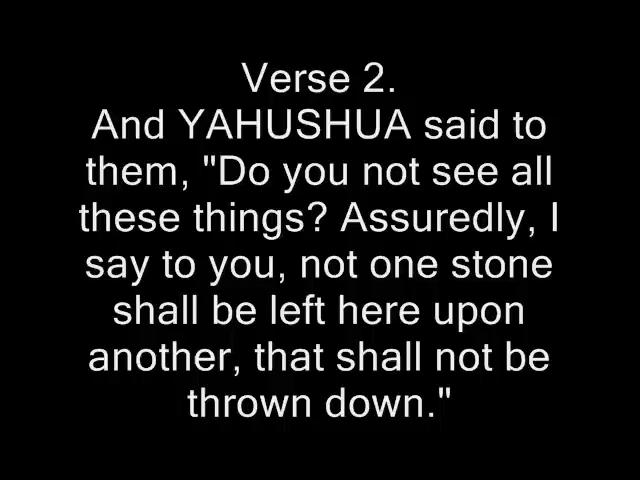 Verse 2.
And YAHUSHUA said to
them, "Do you not see all
these things? Assuredly, I
say to you, not one stone
shall be left here upon
another, that shall not be
thrown down."